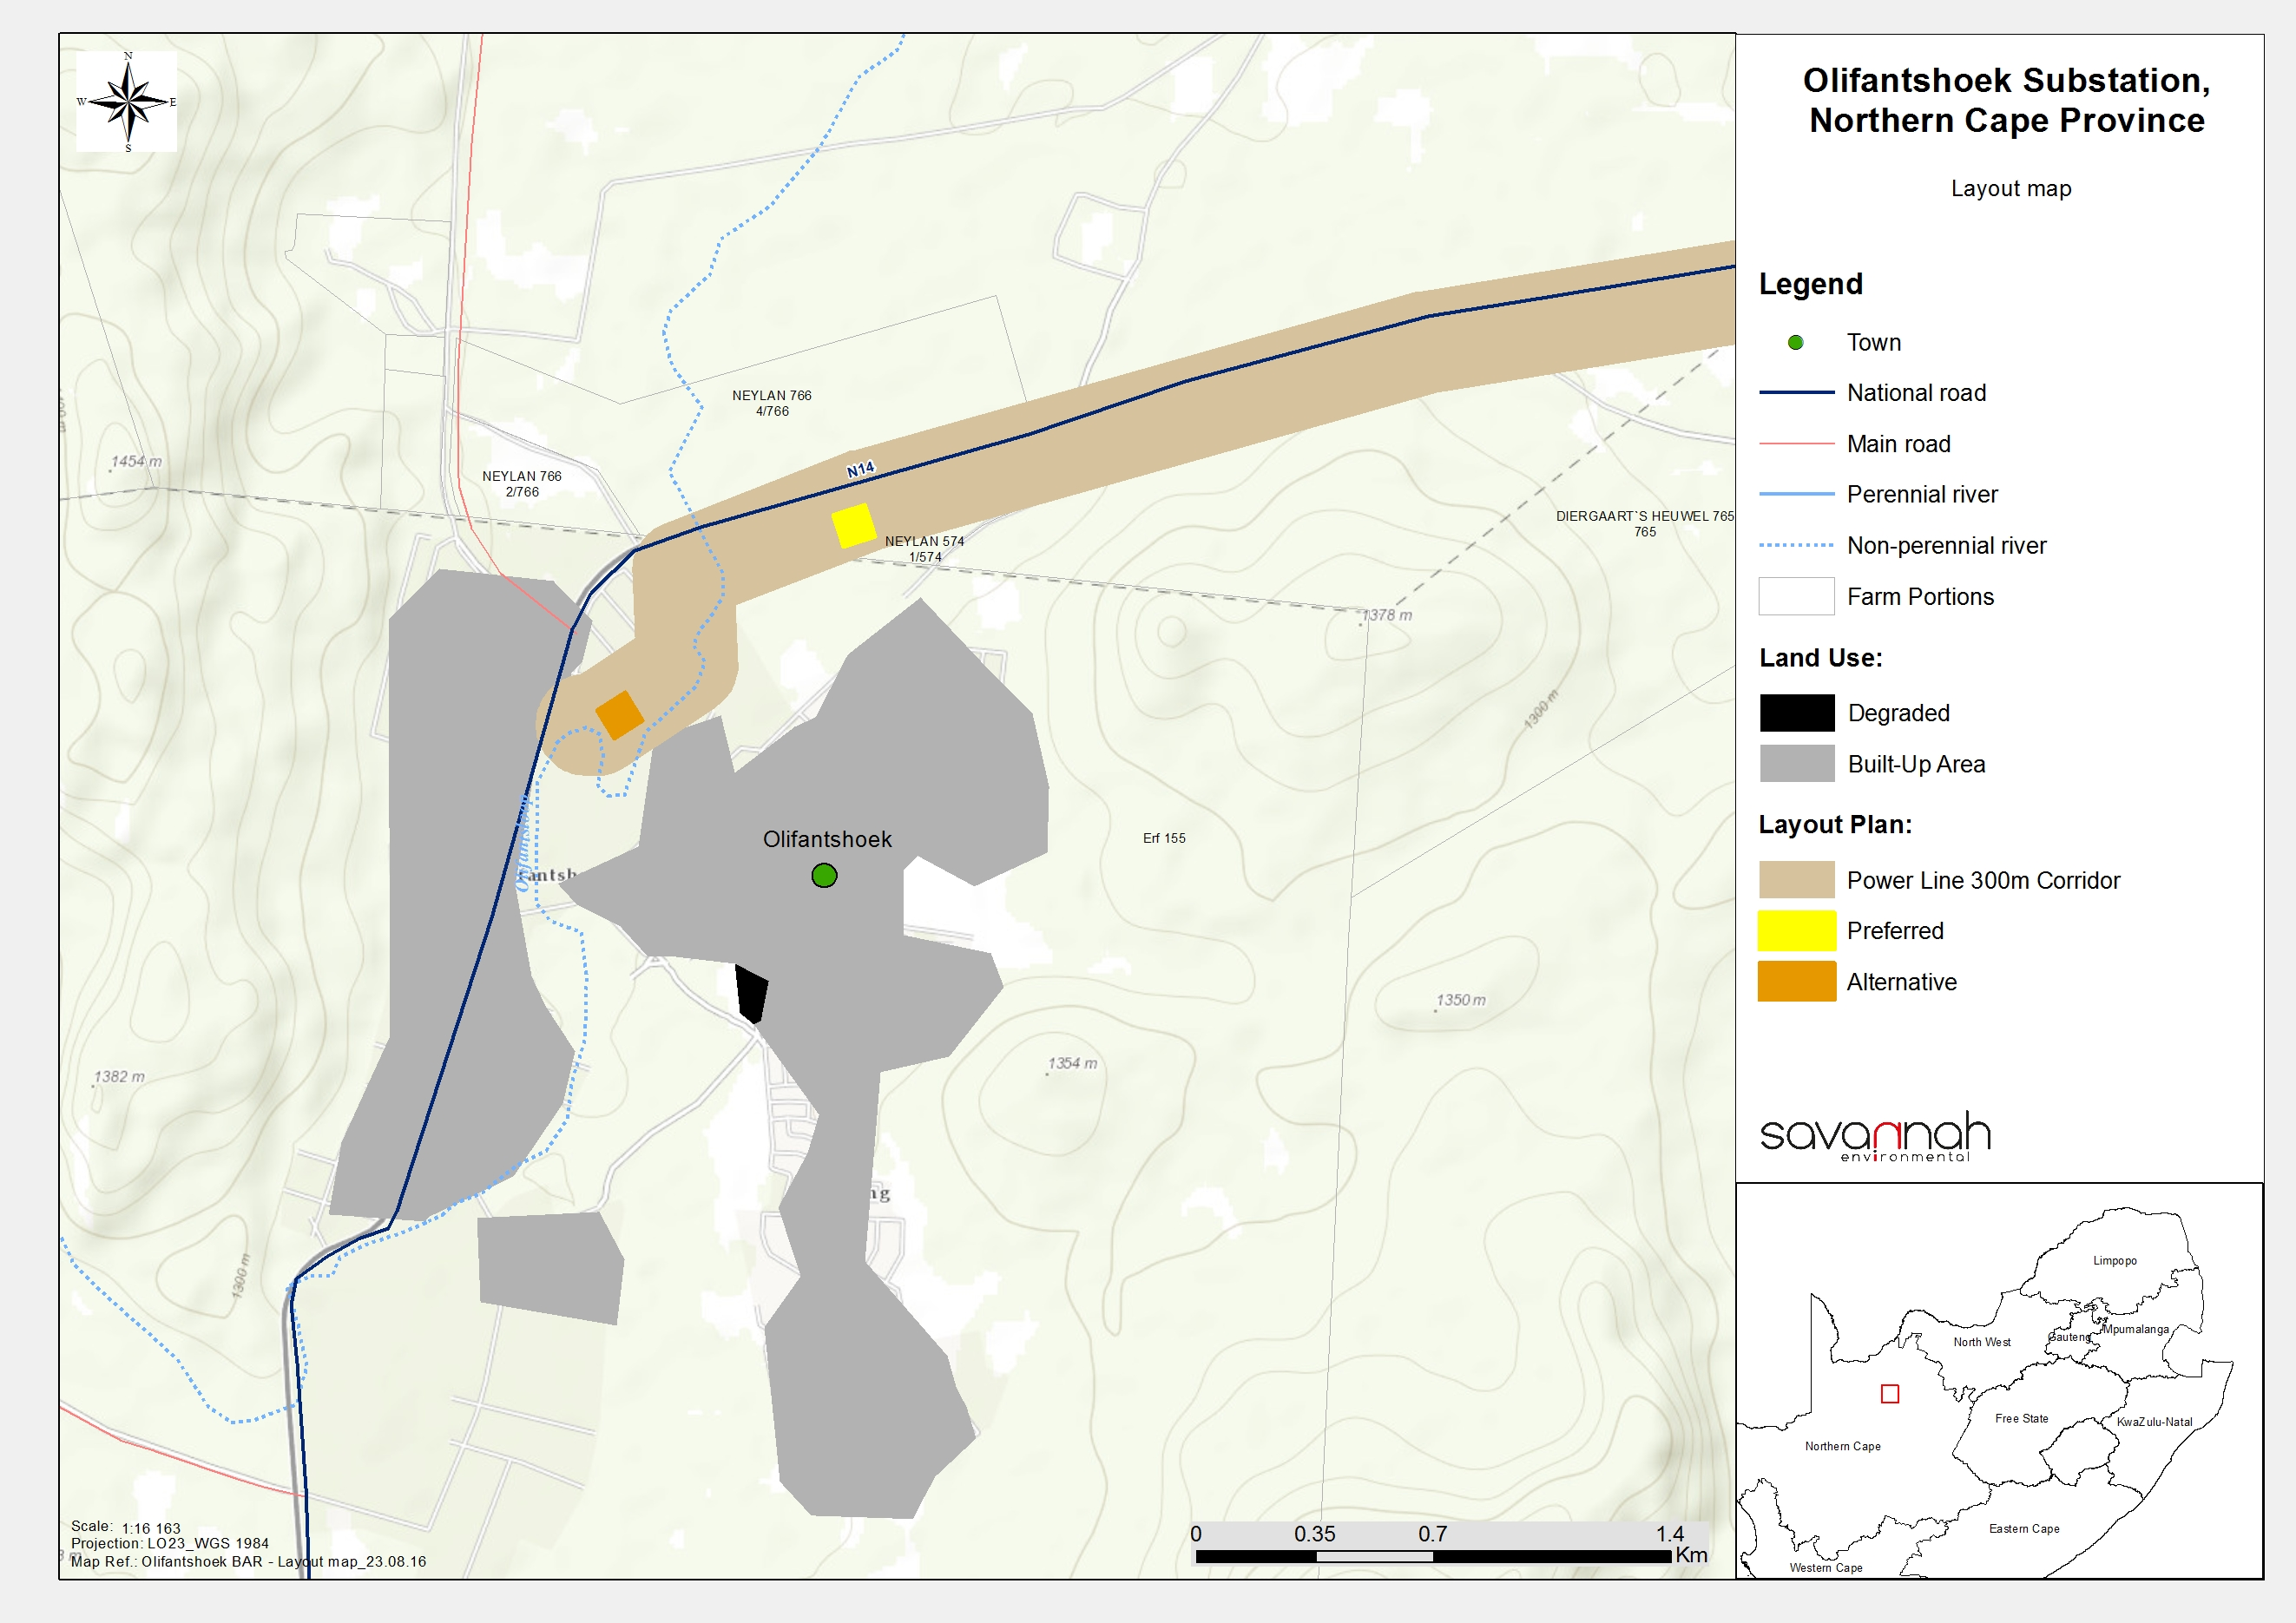 N
W
E
S
Olifantshoek Substation,
Northern Cape Province
Layout map
Legend
Town
National road
Main road
Perennial river
Non-perennial river
Farm Portions
Land Use:
Degraded
Built-Up Area
Layout Plan:
Power Line 300m Corridor
Preferred
Alternative
savannah
environmental
NEYLAN 766
4/766
1454 m
N14
NEYLAN 766
2/766
DIERGAART`S HEUWEL 765
765
NEYLAN 574
1/574
1378 m
1300 m
Olifantshoek
Erf 155
1350 m
1354 m
1382 m
1300 m
Scale: 1:16 163
Projection: LO23_WGS 1984
Map Ref.: Olifantshoek BAR - Layout map_23.08.16
0 0.35 0.7 1.4
Km
Limpopo
North West
Gauteng
Mpumalanga
Free State
KwaZulu-Natal
Northern Cape
Eastern Cape
Western Cape